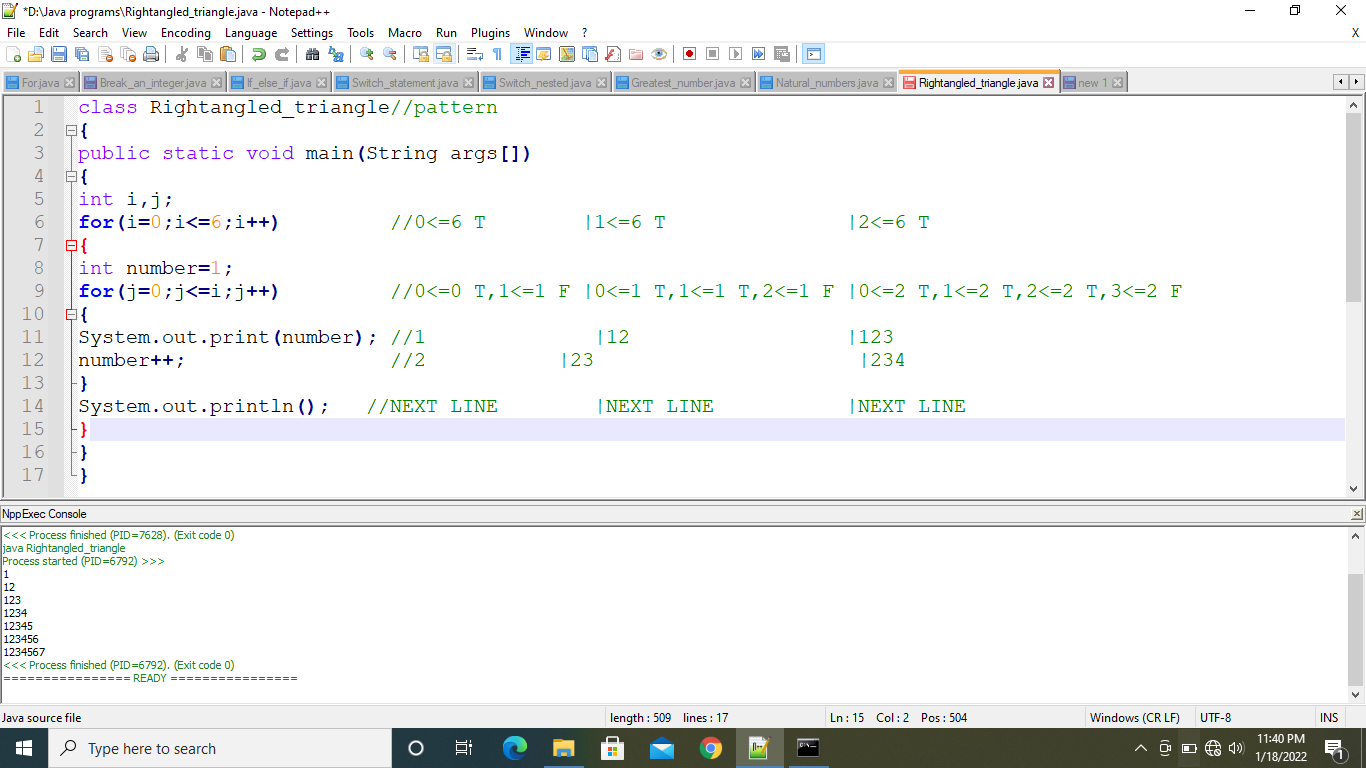 *D:\Java programs\Rightangled_triangle.java - Notepad++
File Edit Search View Encoding Language Settings Tools Macro Run Plugins Window ? X
For.java Break_an_integer.java If_else_if.java Switch_statement.java Switch_nested.java Greatest_number.java Natural_numbers.java Rightangled_triangle.java new 1
1 class Rightangled_triangle//pattern
2 {
3 public static void main(String args[])
4 {
5 int i,j;
6 for(i=0;i<=6;i++) //0<=6 T |1<=6 T |2<=6 T
7 {
8 int number=1;
9 for(j=0;j<=i;j++) //0<=0 T,1<=1 F |0<=1 T,1<=1 T,2<=1 F |0<=2 T,1<=2 T,2<=2 T,3<=2 F
10 {
11 System.out.print(number); //1 |12 |123
12 number++; //2 |23 |234
13 }
14 System.out.println(); //NEXT LINE |NEXT LINE |NEXT LINE
15 }
16 }
17 }
NppExec Console
<<< Process finished (PID=7628). (Exit code 0)
java Rightangled_triangle
Process started (PID=6792) >>>
1
12
123
1234
12345
123456
1234567
<<< Process finished (PID=6792). (Exit code 0)
================ READY ================
Java source file length : 509 lines : 17 Ln : 15 Col : 2 Pos : 504 Windows (CR LF) UTF-8 INS
Type here to search
11:40 PM
1/18/2022
1